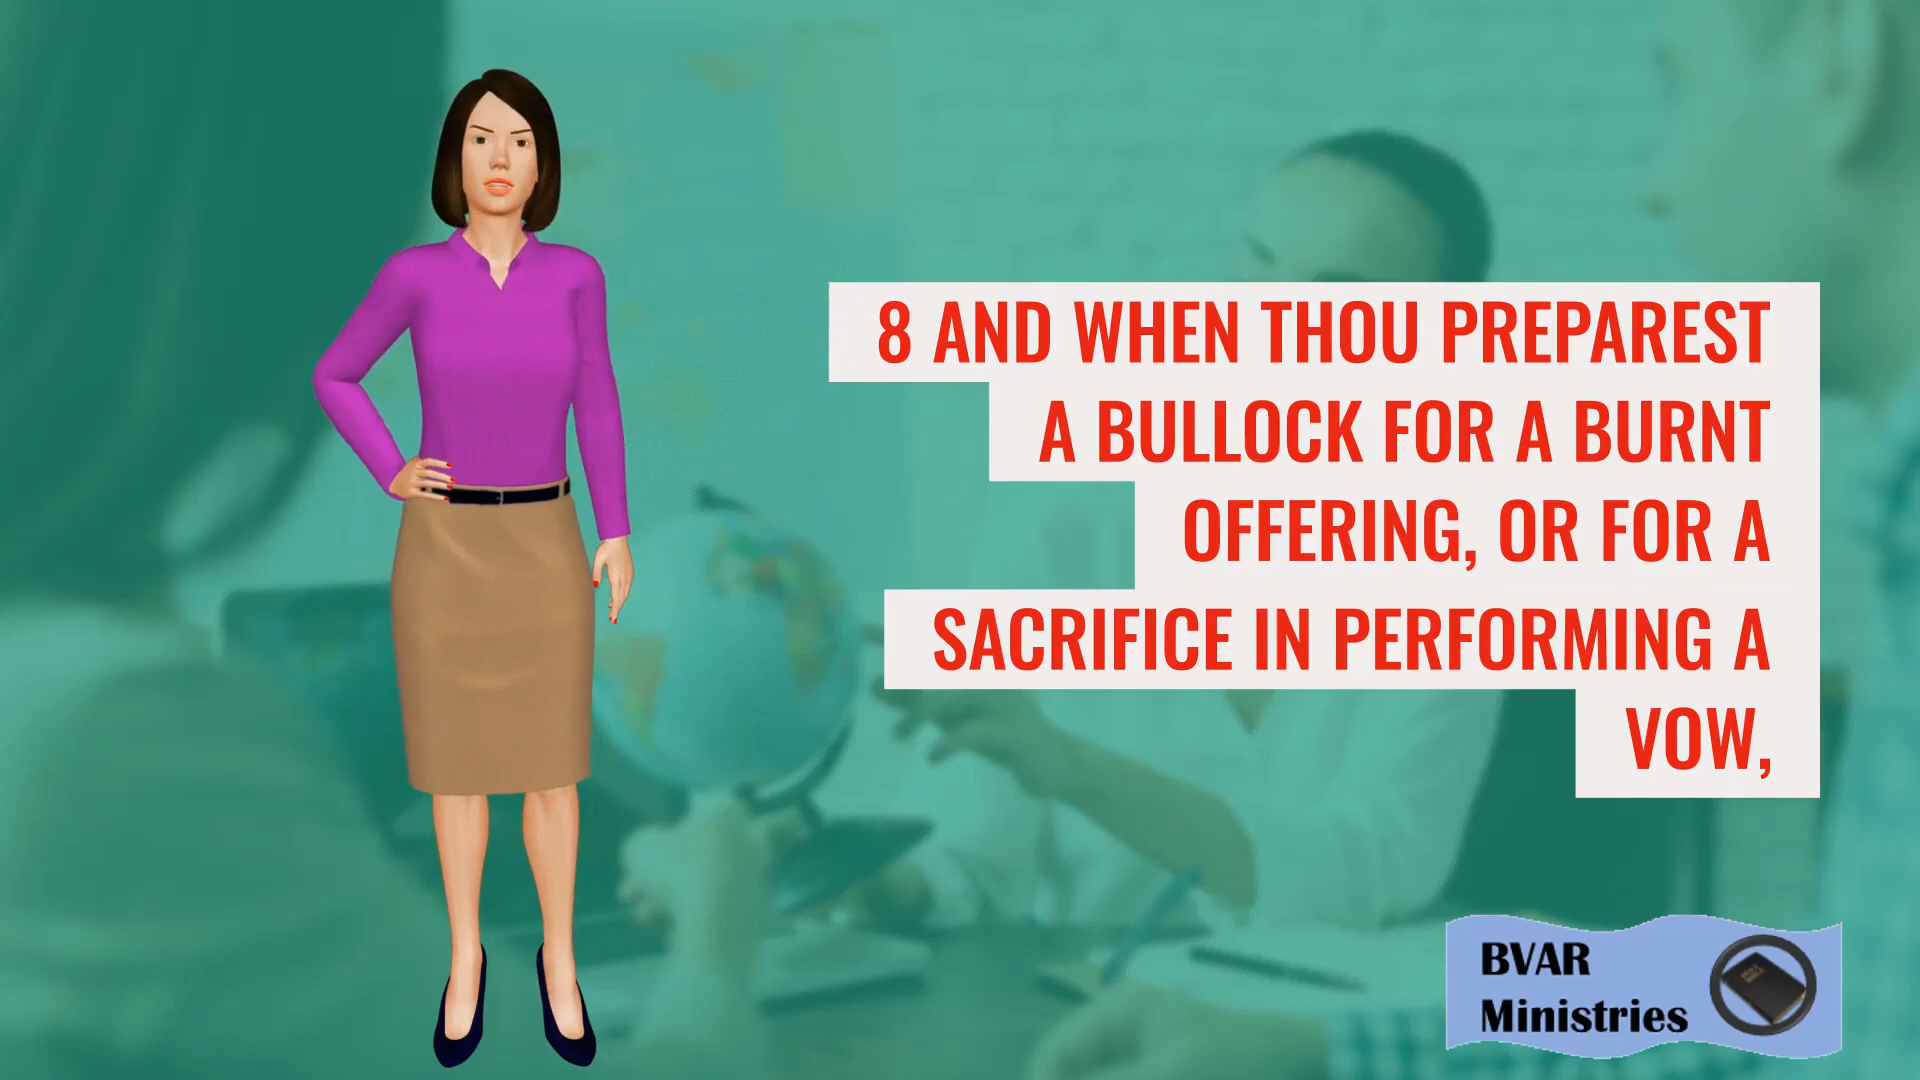 8 AND WHEN THOU PREPAREST
A BULLOCK FOR A BURNT
OFFERING, OR FOR A
SACRIFICE IN PERFORMING A
VOW,
BVAR
Ministries